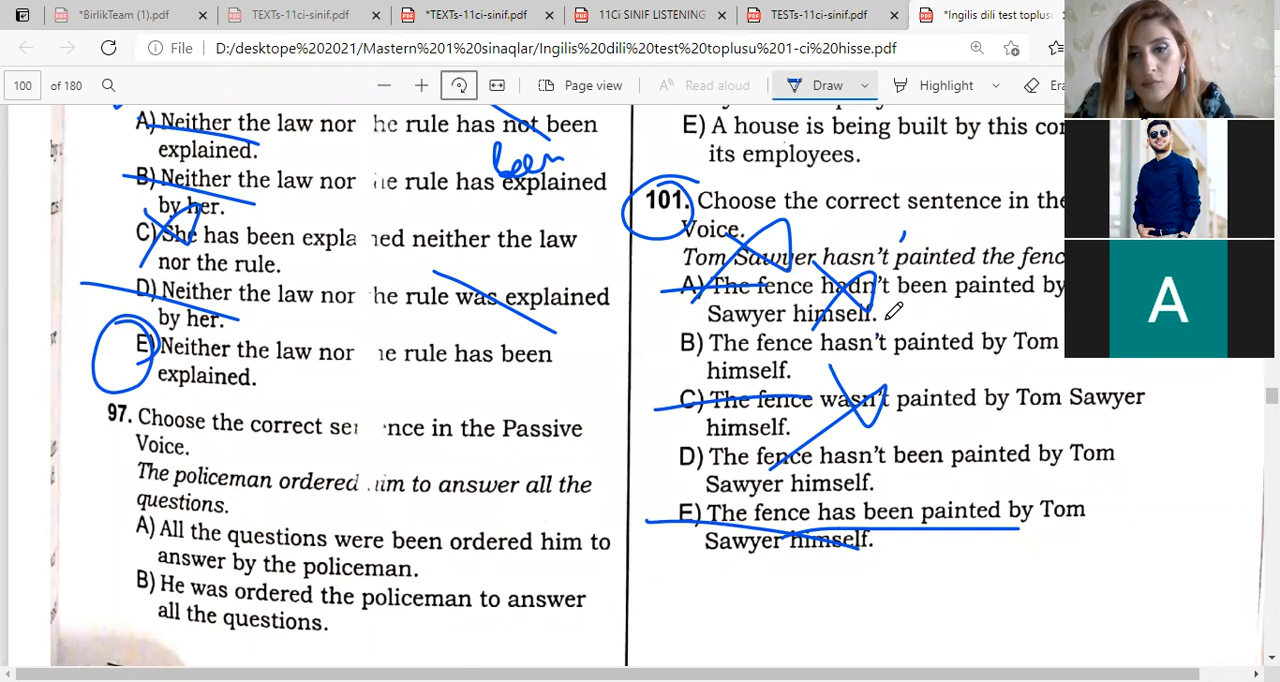 *BirlikTeam (1).pdf
TEXTs-11ci-sinif.pdf
*TEXTs-11ci-sinif.pdf
11Ci SINIF LISTENING
TESTs-11ci-sinif.pdf
*Ingilis dili test toplusu
File
D:/desktope%202021/Mastern%201%20sinaqlar/Ingilis%20dili%20test%20toplusu%201-ci%20hisse.pdf
100 of 180
Page view
Read aloud
Draw
Highlight
Era
A) Neither the law nor he rule has not been
explained.
been
B) Neither the law nor ne rule has explained
by her.
C) She has been expla ned neither the law
nor the rule.
D) Neither the law nor he rule was explained
by her.
E) Neither the law nor ne rule has been
explained.
97. Choose the correct se nce in the Passive
Voice.
The policeman ordered him to answer all the
questions.
A) All the questions were been ordered him to
answer by the policeman.
B) He was ordered the policeman to answer
all the questions.
E) A house is being built by this co
its employees.
101. Choose the correct sentence in the
Voice.
Tom Sawyer hasn't painted the fenc
A) The fence hadn't been painted by
Sawyer himself.
B) The fence hasn't painted by Tom
himself.
C) The fence wasn't painted by Tom Sawyer
himself.
D) The fence hasn't been painted by Tom
Sawyer himself.
E) The fence has been painted by Tom
Sawyer himself.
A